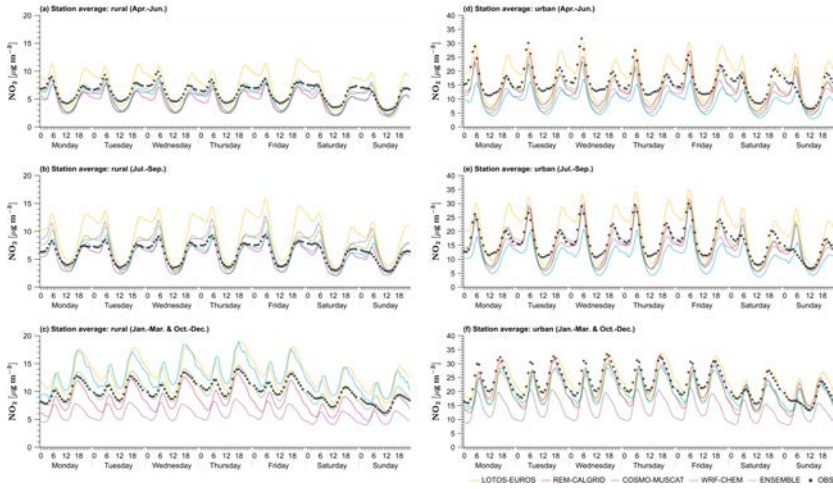 (a) Station average: rural (Apr.-Jun.)
NO2 [µg m−3]
20
15
10
5
0
0 6 12 18 0 6 12 18 0 6 12 18 0 6 12 18 0 6 12 18 0 6 12 18 0 6 12 18
Monday Tuesday Wednesday Thursday Friday Saturday Sunday
(d) Station average: urban (Apr.-Jun.)
NO2 [µg m−3]
40
35
30
25
20
15
10
5
0
0 6 12 18 0 6 12 18 0 6 12 18 0 6 12 18 0 6 12 18 0 6 12 18 0 6 12 18
Monday Tuesday Wednesday Thursday Friday Saturday Sunday
(b) Station average: rural (Jul.-Sep.)
NO2 [µg m−3]
20
15
10
5
0
0 6 12 18 0 6 12 18 0 6 12 18 0 6 12 18 0 6 12 18 0 6 12 18 0 6 12 18
Monday Tuesday Wednesday Thursday Friday Saturday Sunday
(e) Station average: urban (Jul.-Sep.)
NO2 [µg m−3]
40
35
30
25
20
15
10
5
0
0 6 12 18 0 6 12 18 0 6 12 18 0 6 12 18 0 6 12 18 0 6 12 18 0 6 12 18
Monday Tuesday Wednesday Thursday Friday Saturday Sunday
(c) Station average: rural (Jan.-Mar. & Oct.-Dec.)
NO2 [µg m−3]
20
15
10
5
0
0 6 12 18 0 6 12 18 0 6 12 18 0 6 12 18 0 6 12 18 0 6 12 18 0 6 12 18
Monday Tuesday Wednesday Thursday Friday Saturday Sunday
(f) Station average: urban (Jan.-Mar. & Oct.-Dec.)
NO2 [µg m−3]
40
35
30
25
20
15
10
5
0
0 6 12 18 0 6 12 18 0 6 12 18 0 6 12 18 0 6 12 18 0 6 12 18 0 6 12 18
Monday Tuesday Wednesday Thursday Friday Saturday Sunday
LOTOS-EUROS REM-CALGRID COSMO-MUSCAT WRF-CHEM ENSEMBLE OBS